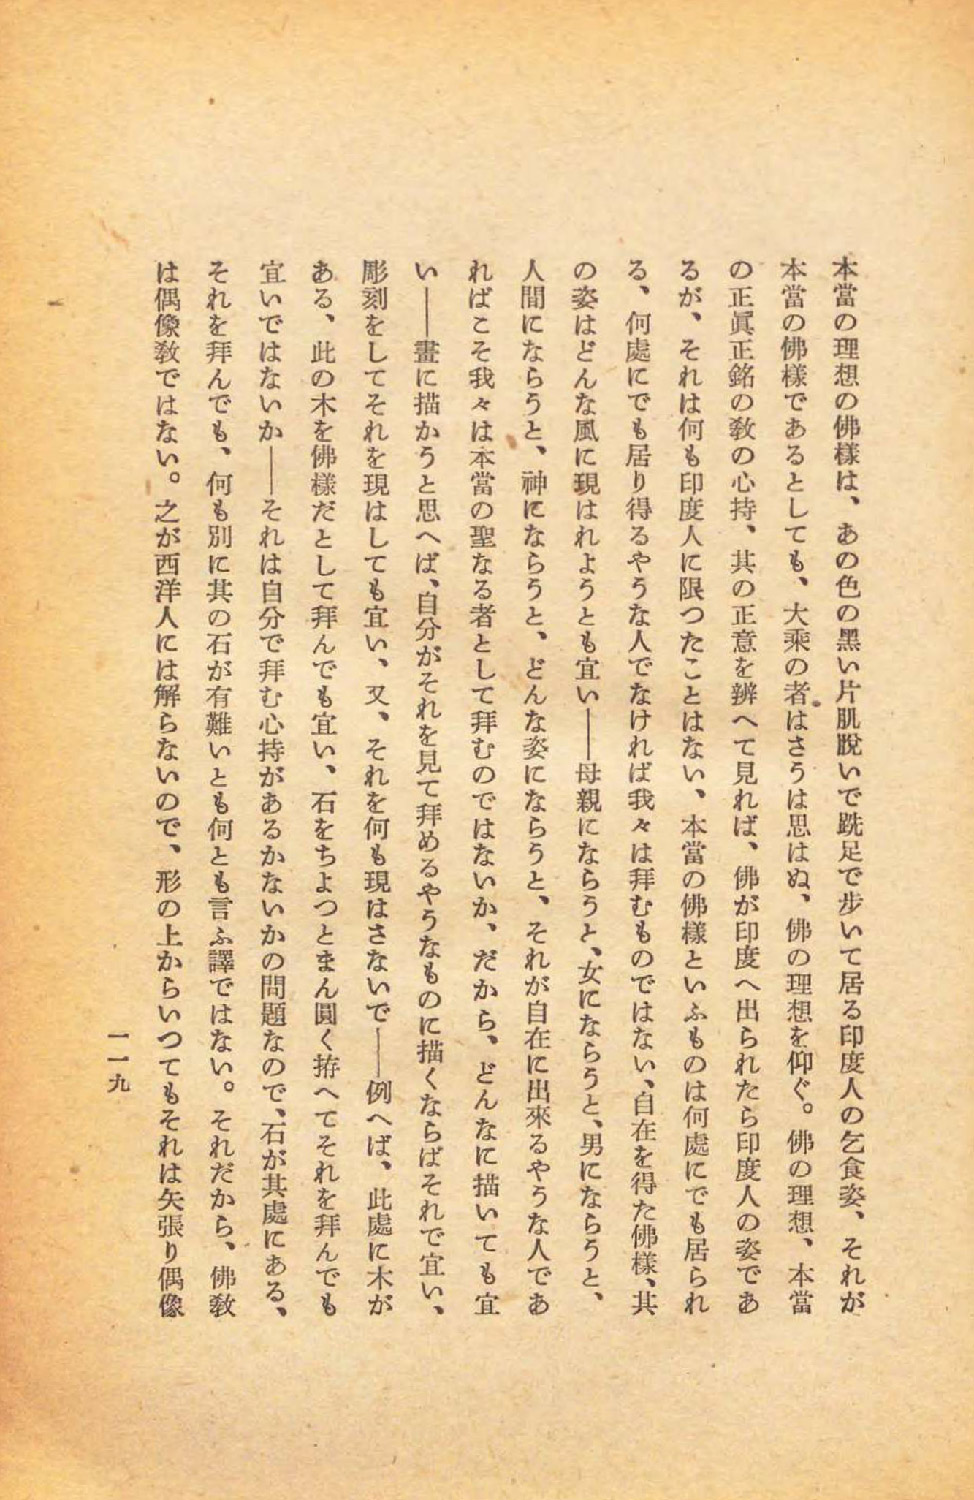 本當の理想の佛樣は、あの色の黑い片肌脫いで跣足で步いて居る印度人の乞食姿、それが
本當の佛樣であるとしても、大乘の者はさうは思はぬ、佛の理想を仰ぐ。佛の理想、本當
の正眞正銘の敎の心持、其の正意を辨へて見れば、佛が印度へ出られたら印度人の姿であ
るが、それは何も印度人に限つたことはない、本當の佛樣といふものは何處にでも居られ
る、何處にでも居り得るやうな人でなければ我々は拜むものではない、自在を得た佛樣、其
の姿はどんな風に現はれようとも宜い――母親にならうと、女にならうと、男にならうと、
人間にならうと、神にならうと、どんな姿にならうと、それが自在に出來るやうな人であ
ればこそ我々は本當の聖なる者として拜むのではないか、だから、どんなに描いても宜
い――畫に描かうと思へば、自分がそれを見て拜めるやうなものに描くならばそれで宜い、
彫刻をしてそれを現はしても宜い、又、それを何も現はさないで――例へば、此處に木が
ある、此の木を佛樣だとして拜んでも宜い、石をちよつとまん圓く拵へてそれを拜んでも
宜いではないか――それは自分で拜む心持があるかないかの問題なので、石が其處にある、
それを拜んでも、何も別に其の石が有難いとも何とも言ふ譯ではない。それだから、佛敎
は偶像敎ではない。之が西洋人には解らないので、形の上からいつてもそれは矢張り偶像
一一九